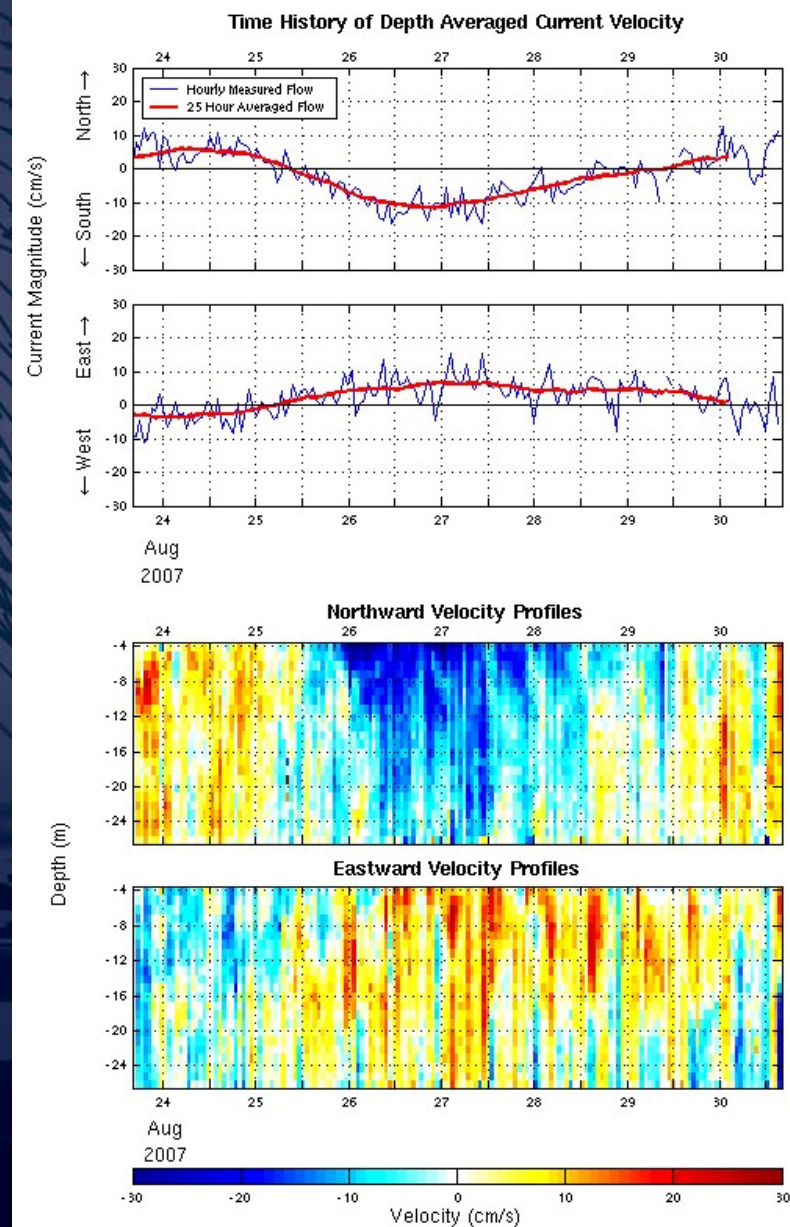 Time History of Depth Averaged Current Velocity
24 25 26 27 28 29 30
30
20
10
0
-10
-20
-30
Hourly Measured Flow
25 Hour Averaged Flow
North →
← South
Current Magnitude (cm/s)
30
20
10
0
10
-20
-30
East →
← West
24 25 26 27 28 29 30
Aug
2007
Northward Velocity Profiles
24 25 26 27 28 29 30
-4
-8
-12
-16
-20
-24
Depth (m)
Eastward Velocity Profiles
-4
-8
-12
-16
-20
-24
24 25 26 27 28 29 30
Aug
2007
-30 -20 -10 0 10 20 30
Velocity (cm/s)